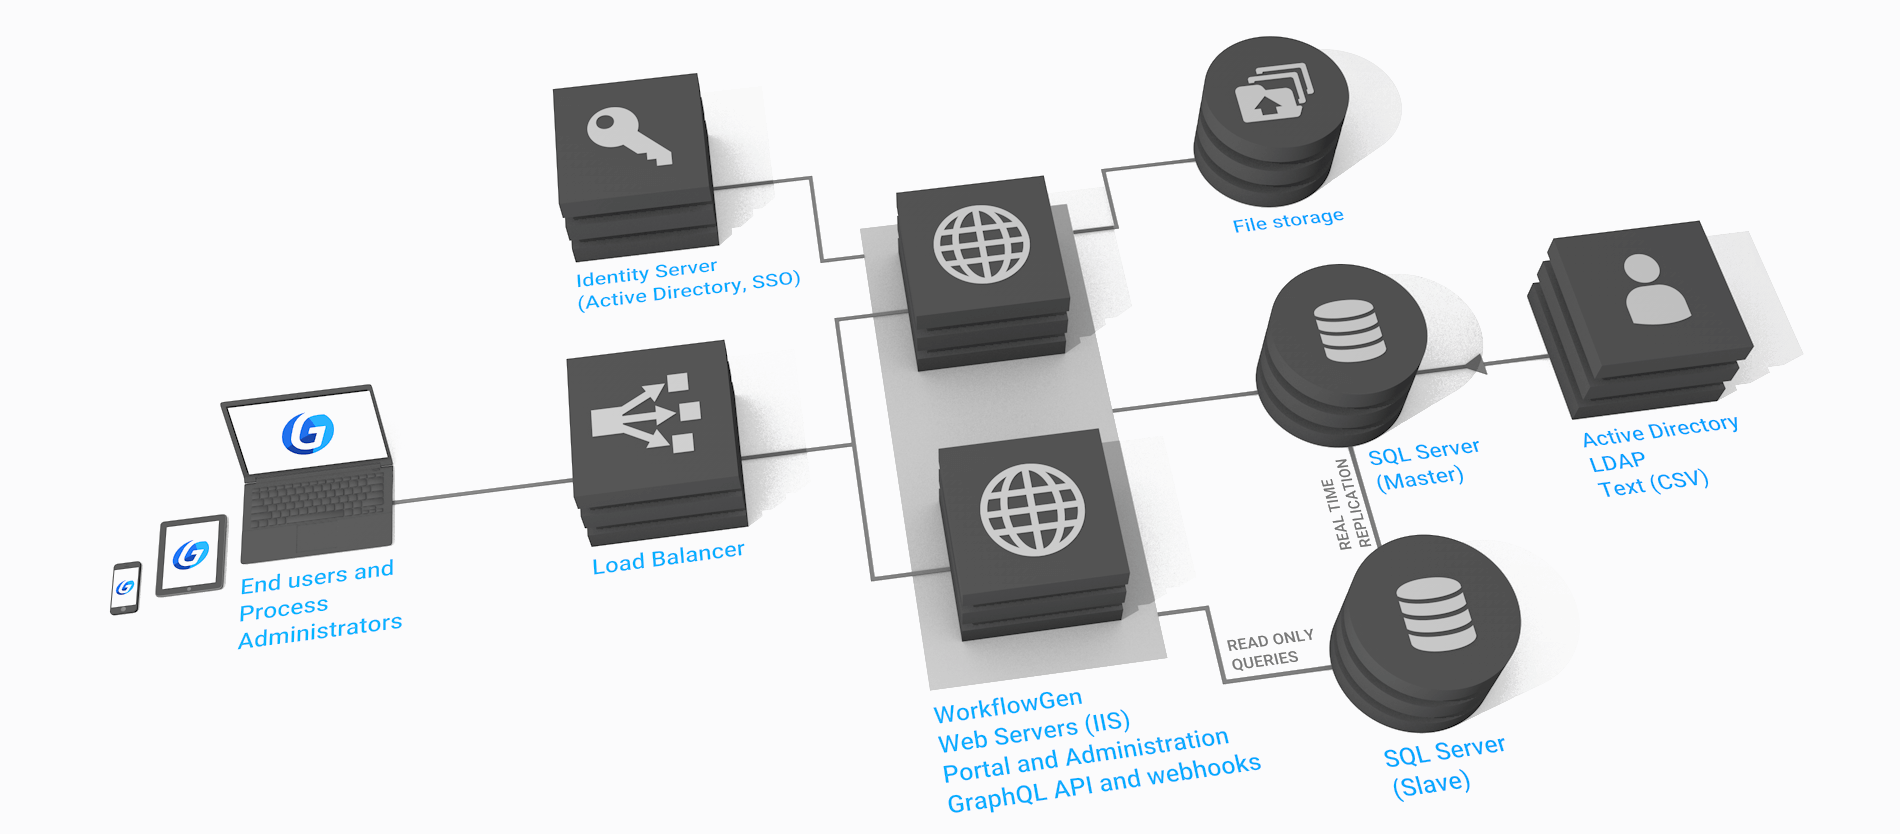 File storage
Identity Server
(Active Directory, SSO)
Active Directory
LDAP
Text (CSV)
SQL Server
(Master)
REAL TIME
REPLICATION
Load Balancer
End users and
Process
Administrators
READ ONLY
QUERIES
WorkflowGen
Web Servers (IIS)
Portal and Administration
GraphQL API and webhooks
SQL Server
(Slave)